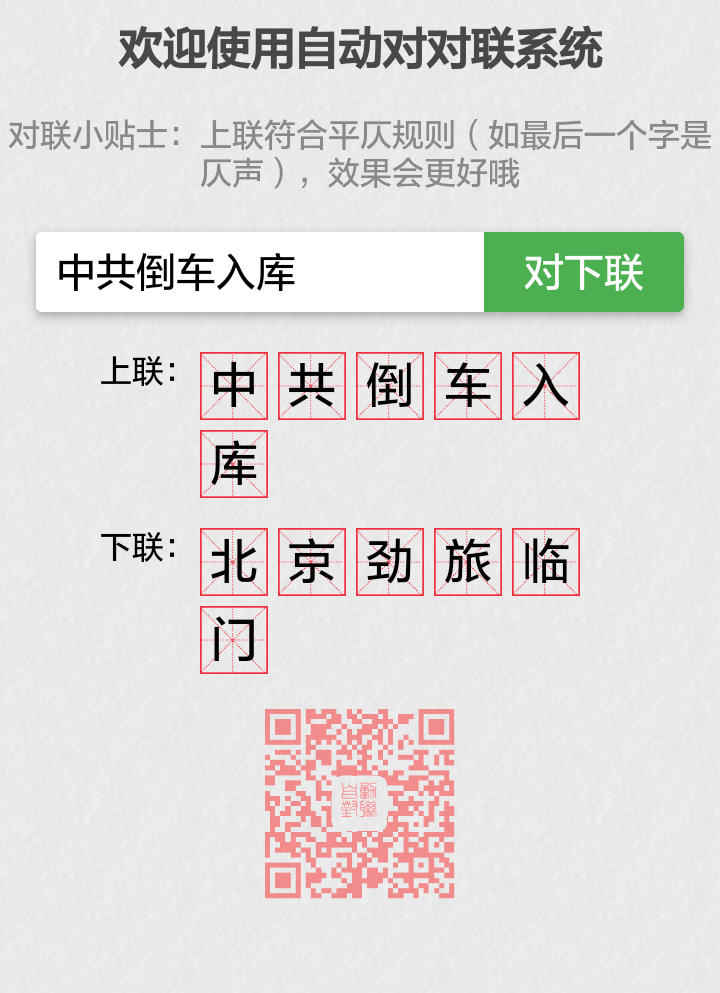 欢迎使用自动对对联系统
对联小贴士：上联符合平仄规则（如最后一个字是
仄声），效果会更好哦
中共倒车入库
对下联
上联：
中共倒车入
库
下联：
北京劲旅临
门